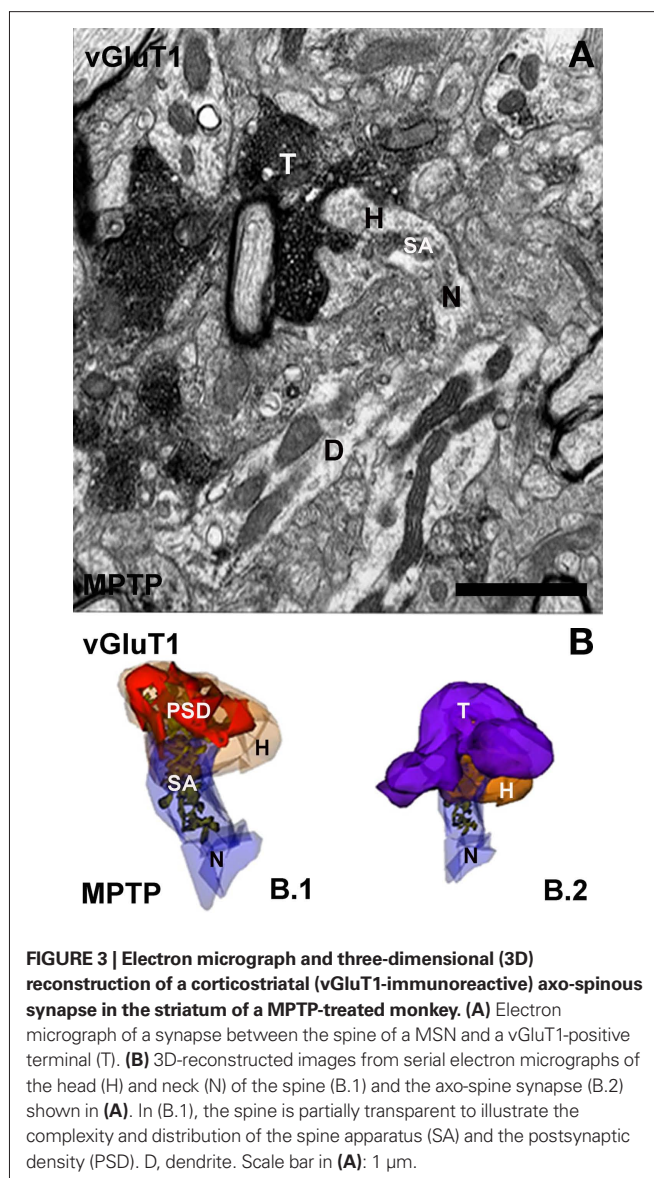 vGluT1
A
T
H
SA
N
D
MPTP
vGluT1
B
PSD
T
H
H
SA
N
N
MPTP
B.1
B.2
FIGURE 3 | Electron micrograph and three-dimensional (3D)
reconstruction of a corticostriatal (vGluT1-immunoreactive) axo-spinous
synapse in the striatum of a MPTP-treated monkey. (A) Electron
micrograph of a synapse between the spine of a MSN and a vGluT1-positive
terminal (T). (B) 3D-reconstructed images from serial electron micrographs of
the head (H) and neck (N) of the spine (B.1) and the axo-spine synapse (B.2)
shown in (A). In (B.1), the spine is partially transparent to illustrate the
complexity and distribution of the spine apparatus (SA) and the postsynaptic
density (PSD). D, dendrite. Scale bar in (A): 1 μm.